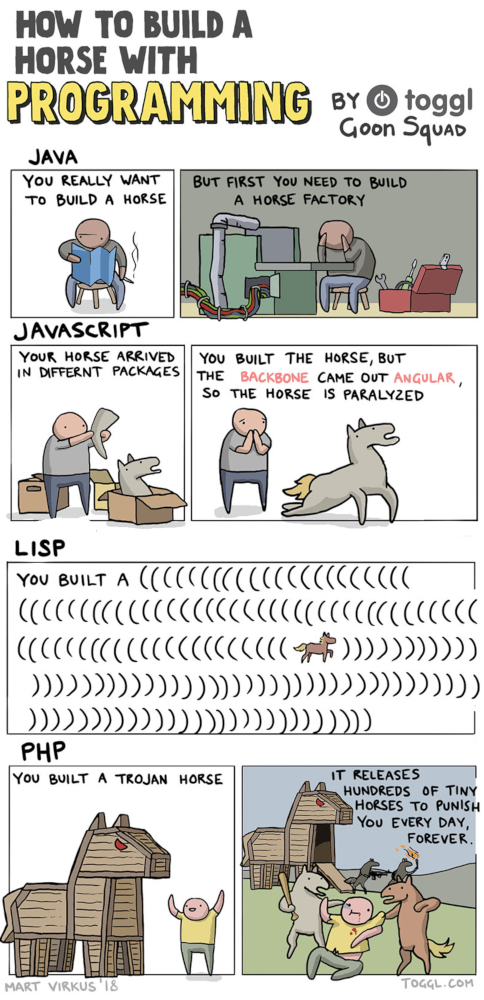 HOW TO BUILD A
HORSE WITH
PROGRAMMING
BY toggl
Goon Squad
JAVA
YOU REALLY WANT
TO BUILD A HORSE
BUT FIRST YOU NEED TO BUILD
A HORSE FACTORY
JAVASCRIPT
YOUR HORSE ARRIVED
IN DIFFERNT PACKAGES
YOU BUILT THE HORSE, BUT
THE BACKBONE CAME OUT ANGULAR,
SO THE HORSE IS PARALYZED
LISP
YOU BUILT A ((((((((((((((((((((((
(((((((((((((((((((((((((((((((((((((
((((((((((((((((((((( )))))))))))
)))))))))))))))))))))))))))))))))))))
))))))))))))))))))))))))))))
PHP
YOU BUILT A TROJAN HORSE
IT RELEASES
HUNDREDS OF TINY
HORSES TO PUNISH
YOU EVERY DAY,
FOREVER.
MART VIRKUS '18
TOGGL.COM